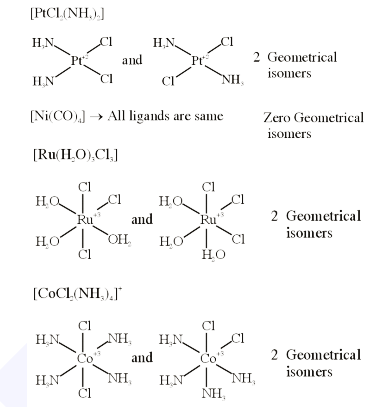 [PtCl₂(NH₃)₂]
H₃N Cl H₃N Cl
Pt⁺² and Pt⁺² 2 Geometrical
H₃N Cl Cl NH₃ isomers
[Ni(CO)₄] → All ligands are same Zero Geometrical
isomers
[Ru(H₂O)₃Cl₃]
Cl Cl
H₂O Cl H₂O Cl
Ru⁺³ and Ru⁺³ 2 Geometrical
H₂O OH₂ H₂O Cl isomers
Cl H₂O
[CoCl₂(NH₃)₄]⁺
Cl Cl
H₃N NH₃ H₃N Cl
Co⁺³ and Co⁺³ 2 Geometrical
H₃N NH₃ H₃N NH₃ isomers
Cl NH₃